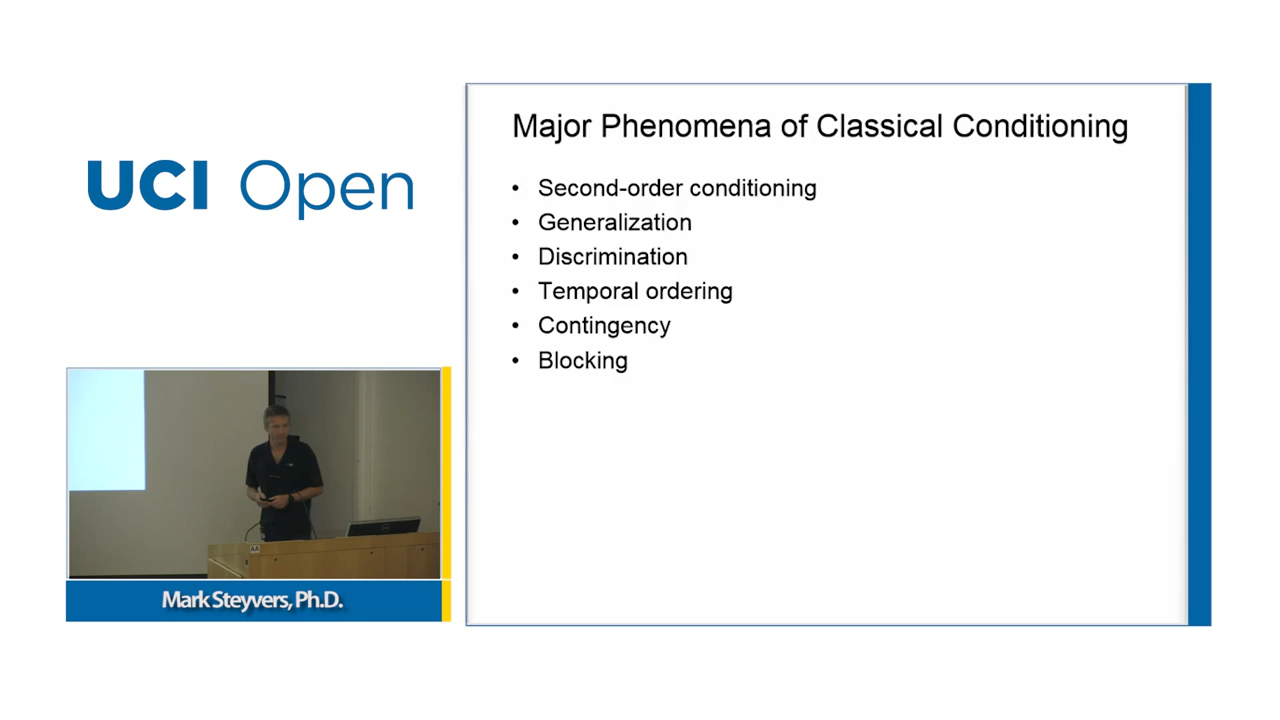 UCI Open
Major Phenomena of Classical Conditioning
• Second-order conditioning
• Generalization
• Discrimination
• Temporal ordering
• Contingency
• Blocking
AA
Mark Steyvers, Ph.D.